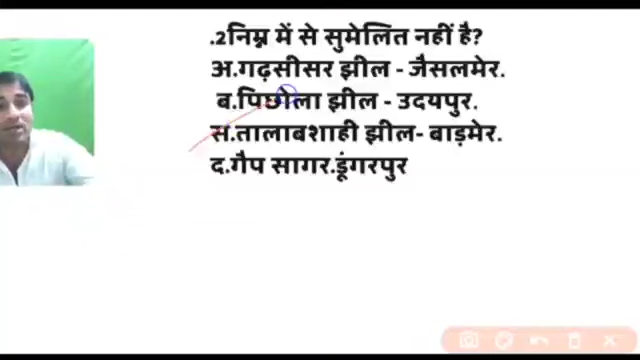 .2निम्न में से सुमेलित नहीं है?
अ.गढ़सीसर झील - जैसलमेर.
ब.पिछोला झील - उदयपुर.
स.तालाबशाही झील- बाड़मेर.
द.गैप सागर.डूंगरपुर